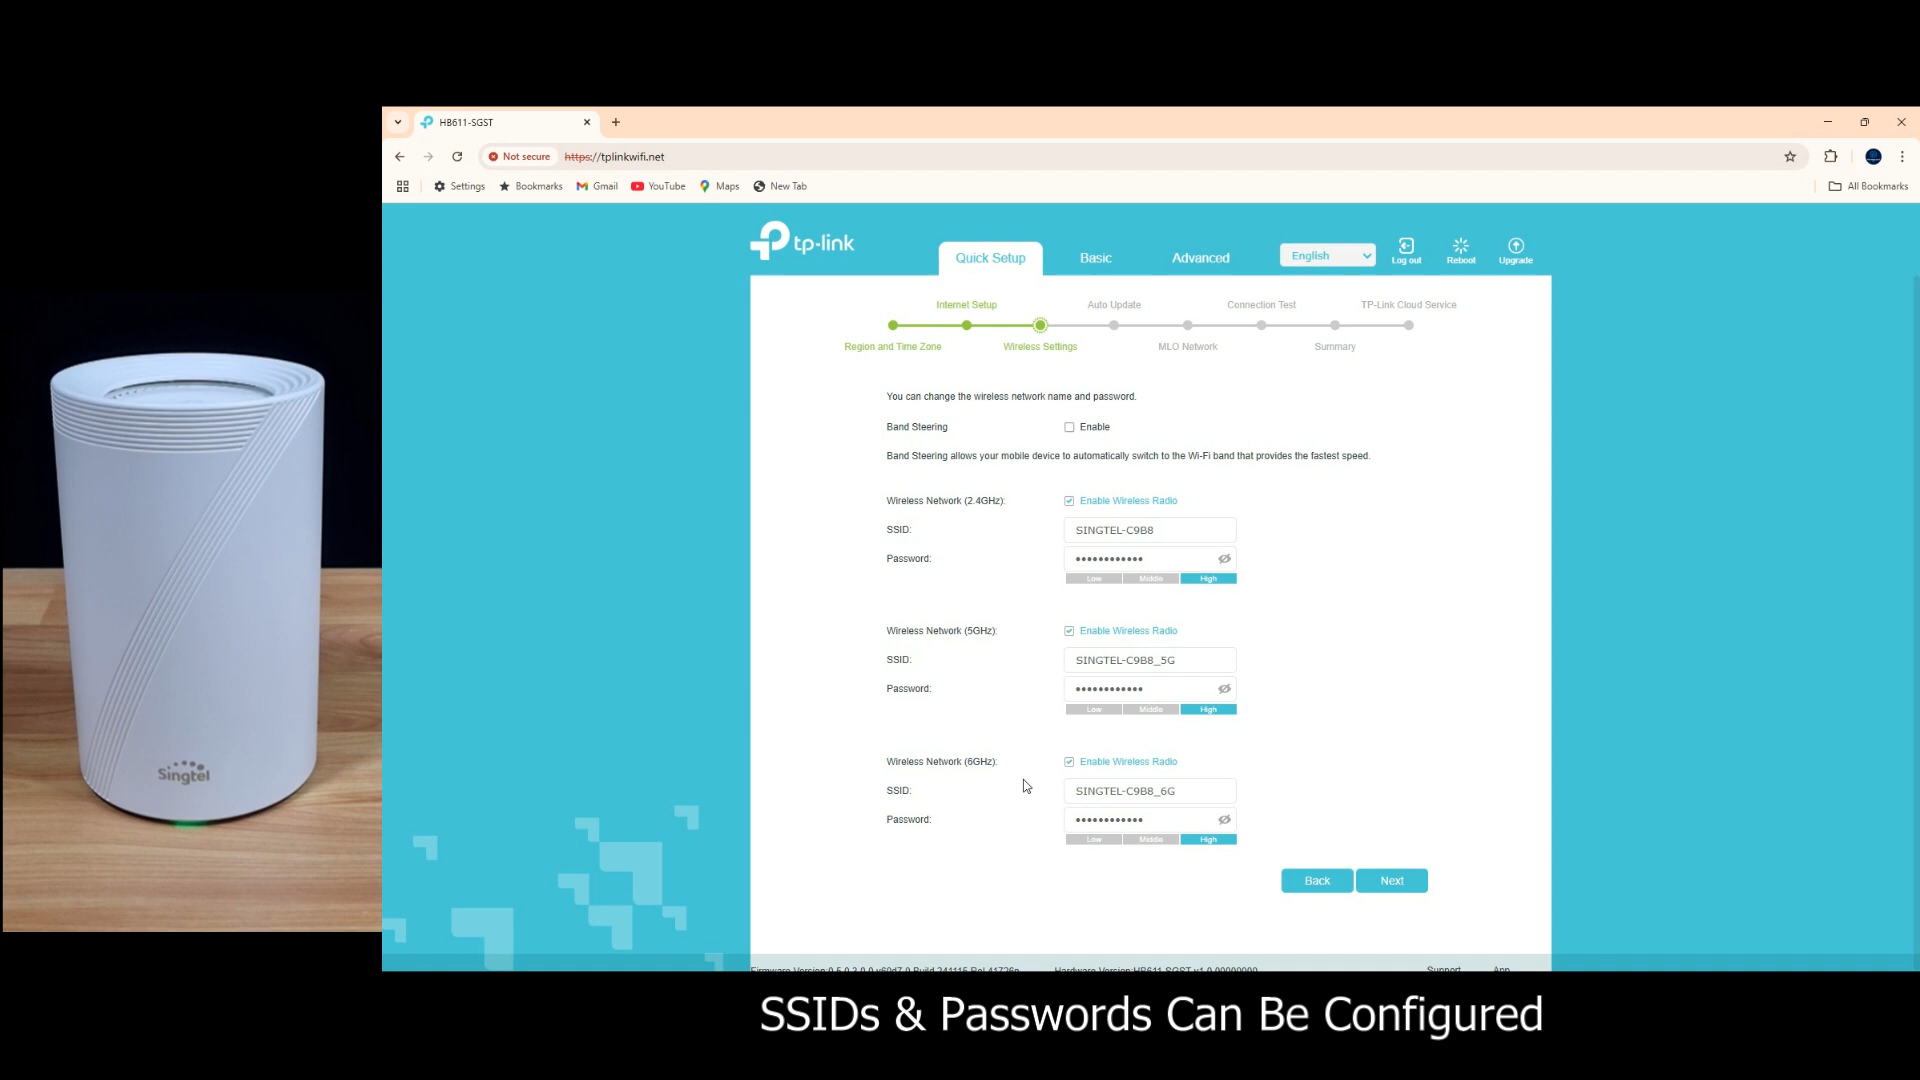 HB611-SGST
Not secure https://tplinkwifi.net
Settings Bookmarks Gmail YouTube Maps New Tab All Bookmarks
tp-link
Quick Setup Basic Advanced English Log out Reboot Upgrade
Internet Setup Auto Update Connection Test TP-Link Cloud Service
Region and Time Zone Wireless Settings MLO Network Summary
You can change the wireless network name and password.
Band Steering Enable
Band Steering allows your mobile device to automatically switch to the Wi-Fi band that provides the fastest speed.
Wireless Network (2.4GHz): Enable Wireless Radio
SSID: SINGTEL-C9B8
Password: ••••••••••••
Low Middle High
Wireless Network (5GHz): Enable Wireless Radio
SSID: SINGTEL-C9B8_5G
Password: ••••••••••••
Low Middle High
Wireless Network (6GHz): Enable Wireless Radio
SSID: SINGTEL-C9B8_6G
Password: ••••••••••••
Low Middle High
Back Next
Singtel
Support App
SSIDs & Passwords Can Be Configured